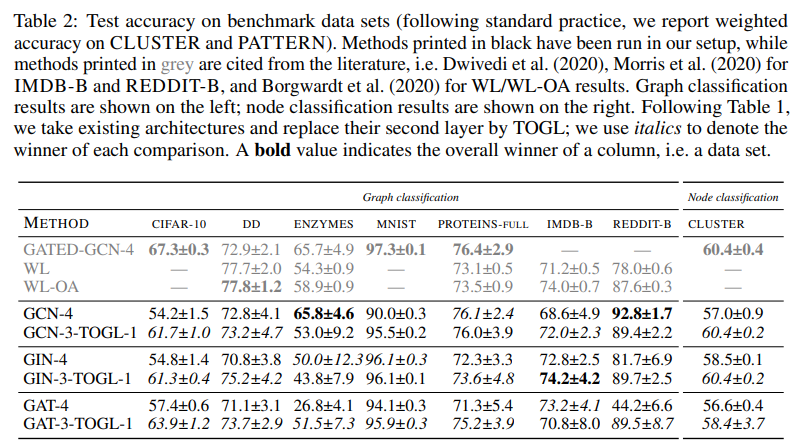 Table 2: Test accuracy on benchmark data sets (following standard practice, we report weighted
accuracy on CLUSTER and PATTERN). Methods printed in black have been run in our setup, while
methods printed in grey are cited from the literature, i.e. Dwivedi et al. (2020), Morris et al. (2020) for
IMDB-B and REDDIT-B, and Borgwardt et al. (2020) for WL/WL-OA results. Graph classification
results are shown on the left; node classification results are shown on the right. Following Table 1,
we take existing architectures and replace their second layer by TOGL; we use italics to denote the
winner of each comparison. A bold value indicates the overall winner of a column, i.e. a data set.
Graph classification Node classification
METHOD CIFAR-10 DD ENZYMES MNIST PROTEINS-FULL IMDB-B REDDIT-B CLUSTER
GATED-GCN-4 67.3±0.3 72.9±2.1 65.7±4.9 97.3±0.1 76.4±2.9 — — 60.4±0.4
WL — 77.7±2.0 54.3±0.9 — 73.1±0.5 71.2±0.5 78.0±0.6
WL-OA — 77.8±1.2 58.9±0.9 — 73.5±0.9 74.0±0.7 87.6±0.3
GCN-4 54.2±1.5 72.8±4.1 65.8±4.6 90.0±0.3 76.1±2.4 68.6±4.9 92.8±1.7 57.0±0.9
GCN-3-TOGL-1 61.7±1.0 73.2±4.7 53.0±9.2 95.5±0.2 76.0±3.9 72.0±2.3 89.4±2.2 60.4±0.2
GIN-4 54.8±1.4 70.8±3.8 50.0±12.3 96.1±0.3 72.3±3.3 72.8±2.5 81.7±6.9 58.5±0.1
GIN-3-TOGL-1 61.3±0.4 75.2±4.2 43.8±7.9 96.1±0.1 73.6±4.8 74.2±4.2 89.7±2.5 60.4±0.2
GAT-4 57.4±0.6 71.1±3.1 26.8±4.1 94.1±0.3 71.3±5.4 73.2±4.1 44.2±6.6 56.6±0.4
GAT-3-TOGL-1 63.9±1.2 73.7±2.9 51.5±7.3 95.9±0.3 75.2±3.9 70.8±8.0 89.5±8.7 58.4±3.7